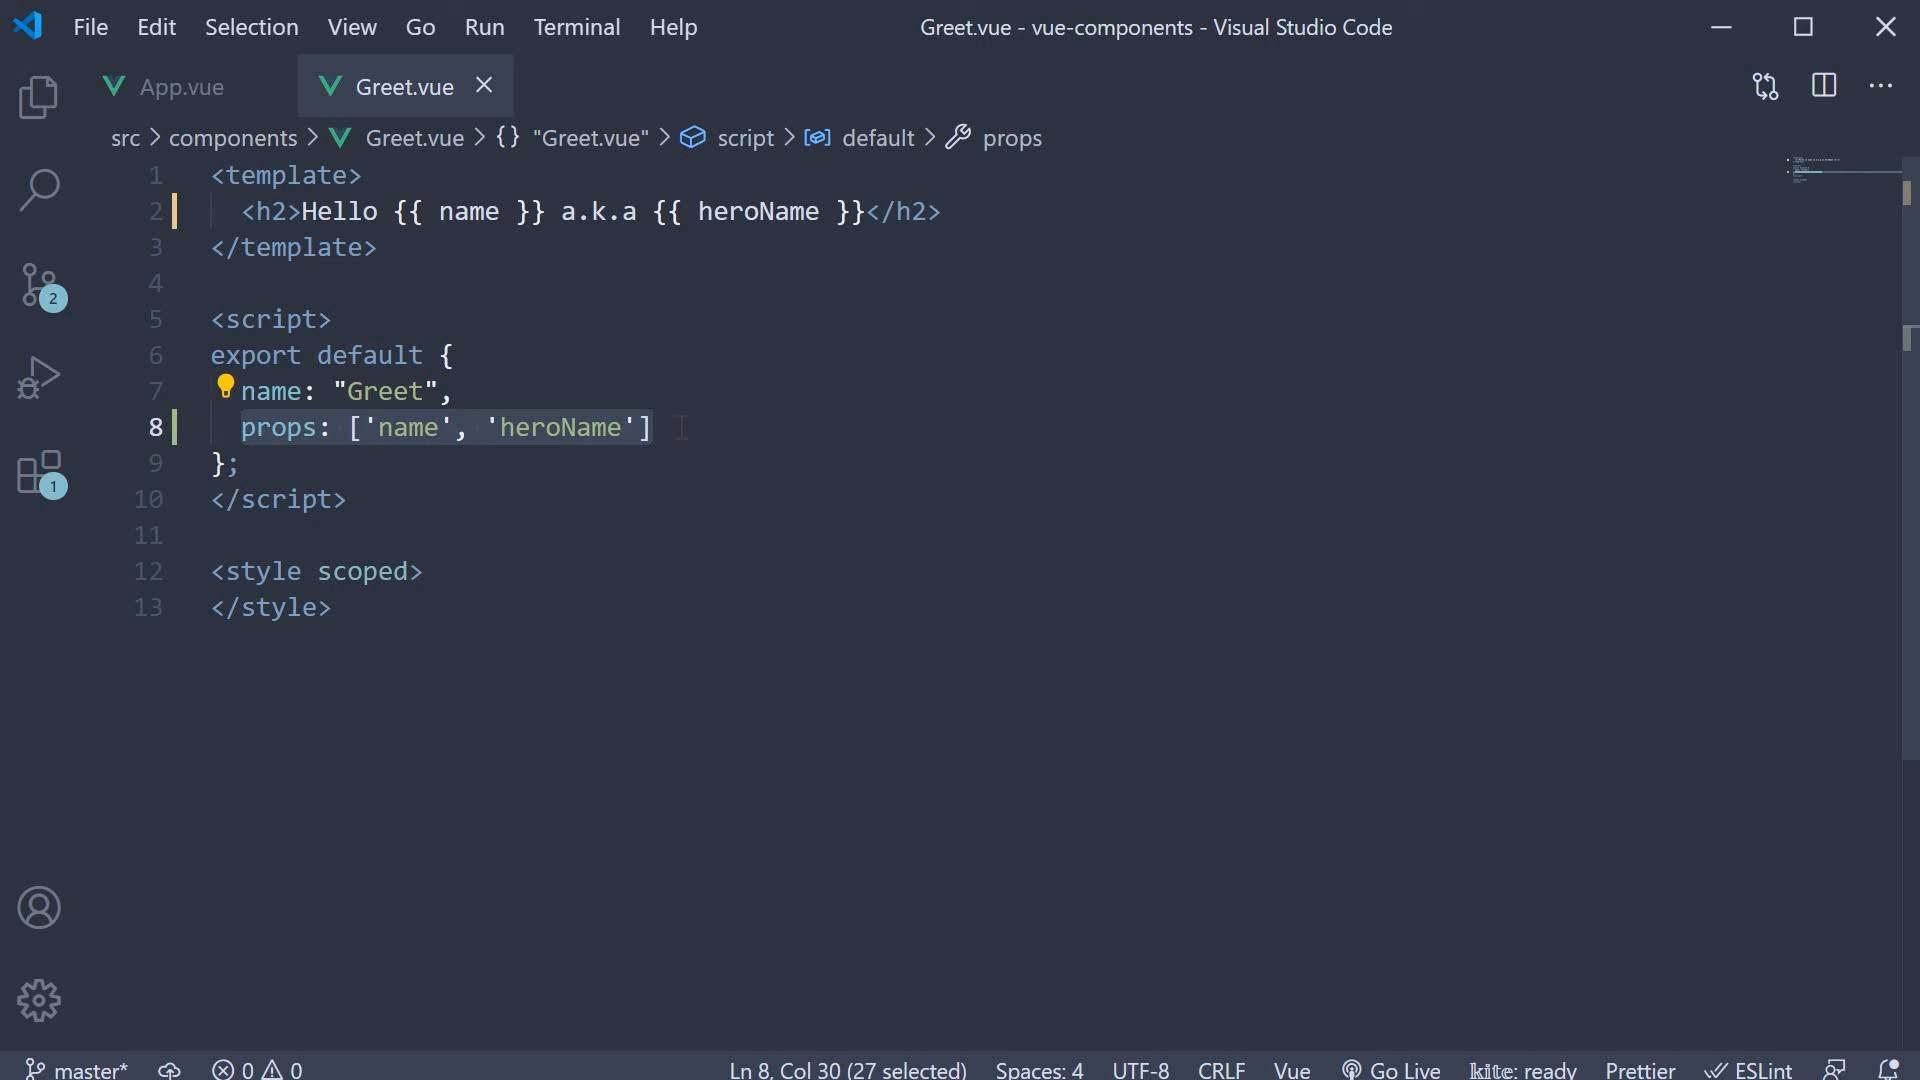 File Edit Selection View Go Run Terminal Help Greet.vue - vue-components - Visual Studio Code
App.vue Greet.vue
src > components > Greet.vue > {} "Greet.vue" > script > default > props
1 <template>
2 <h2>Hello {{ name }} a.k.a {{ heroName }}</h2>
3 </template>
4
5 <script>
6 export default {
7 name: "Greet",
8 props: ['name', 'heroName']
9 };
10 </script>
11
12 <style scoped>
13 </style>
2
1
master* 0 0 Ln 8, Col 30 (27 selected) Spaces: 4 UTF-8 CRLF Vue Go Live kite: ready Prettier ESLint